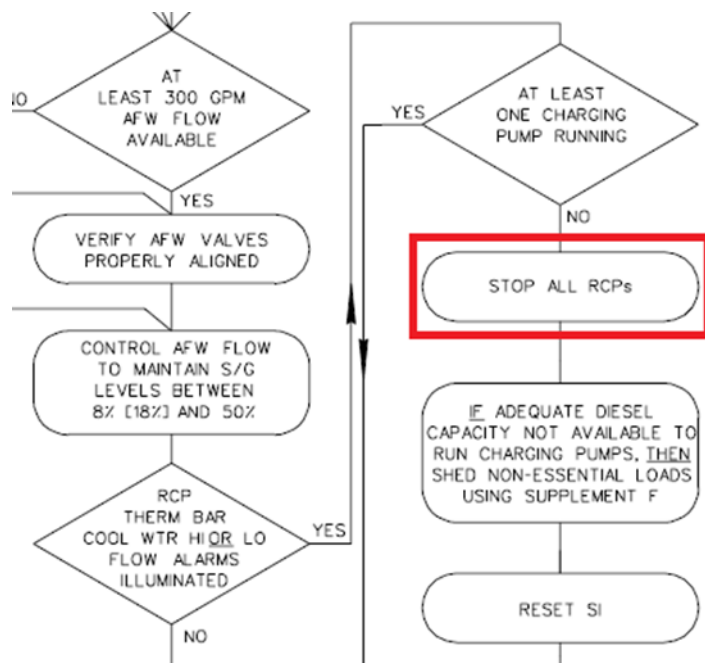 AT
LEAST 300 GPM
AFW FLOW
AVAILABLE
NO
YES
VERIFY AFW VALVES
PROPERLY ALIGNED
CONTROL AFW FLOW
TO MAINTAIN S/G
LEVELS BETWEEN
8% [18%] AND 50%
RCP
THERM BAR
COOL WTR HI OR LO
FLOW ALARMS
ILLUMINATED
YES
NO
AT LEAST
ONE CHARGING
PUMP RUNNING
YES
NO
STOP ALL RCPs
IF ADEQUATE DIESEL
CAPACITY NOT AVAILABLE TO
RUN CHARGING PUMPS, THEN
SHED NON-ESSENTIAL LOADS
USING SUPPLEMENT F
RESET SI